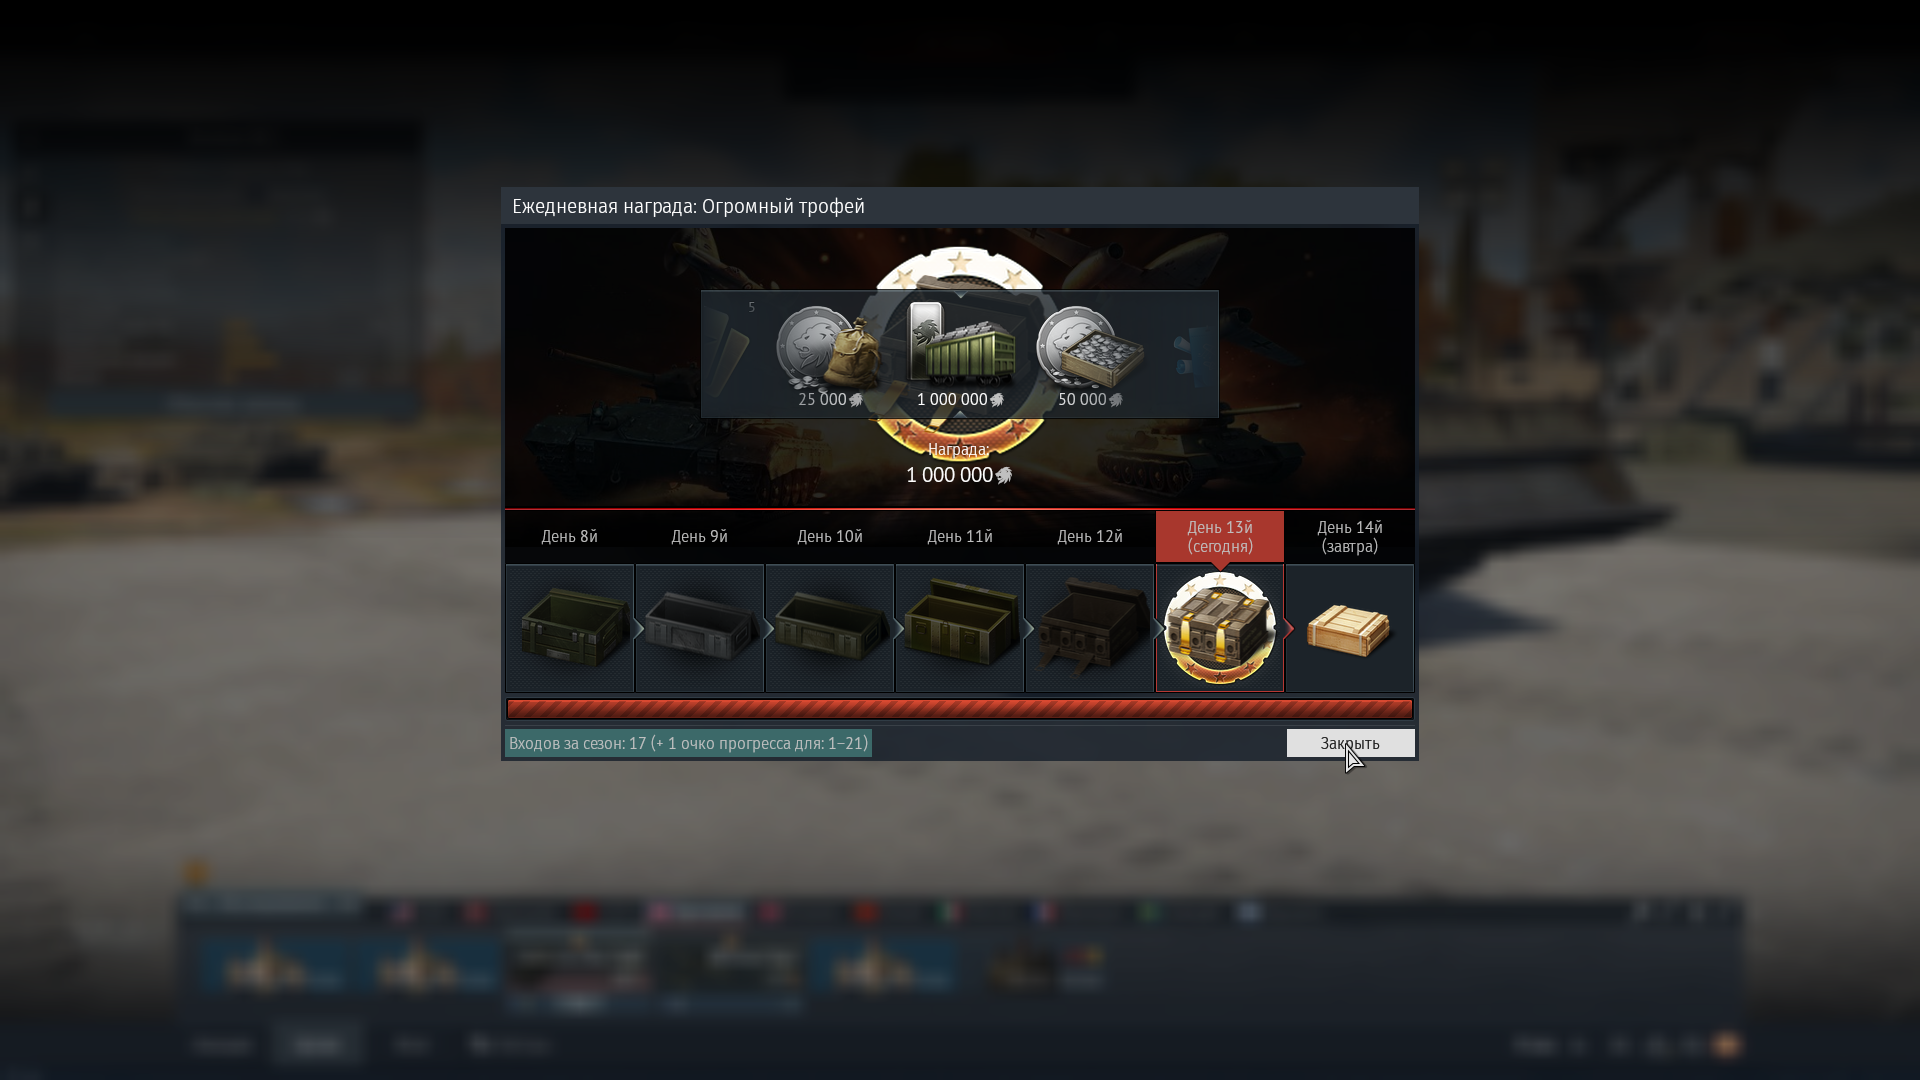 Ежедневная награда: Огромный трофей
5
25 000
1 000 000
50 000
Награда:
1 000 000
День 8й
День 9й
День 10й
День 11й
День 12й
День 13й
(сегодня)
День 14й
(завтра)
Входов за сезон: 17 (+ 1 очко прогресса для: 1–21)
Закрыть